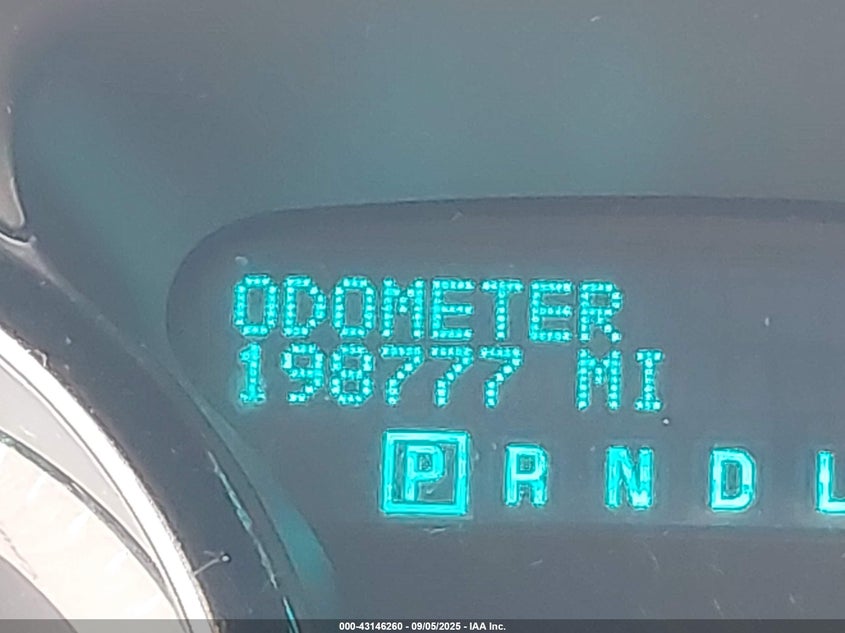 ODOMETER
198777 MI
P R N D L
000-43146260 - 09/05/2025 - IAA Inc.